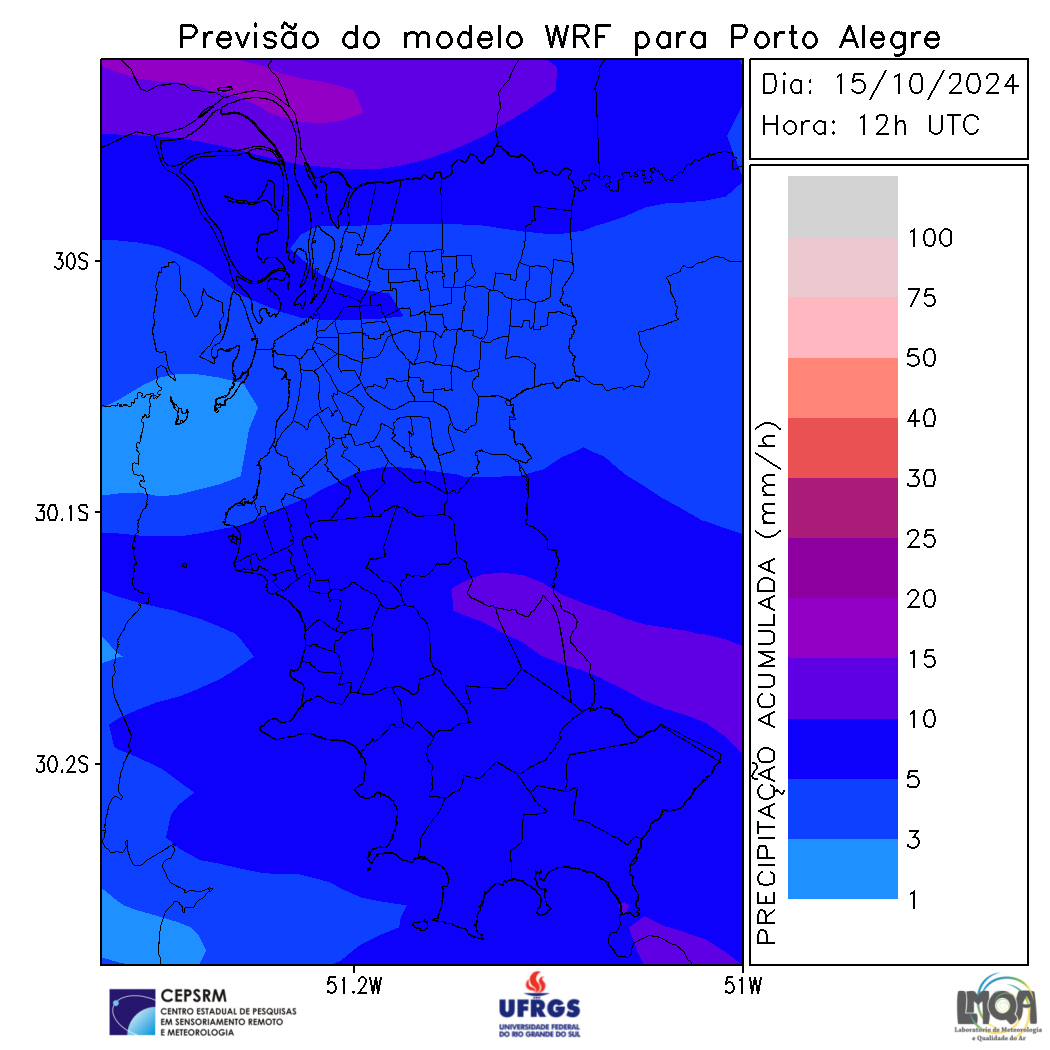 Previsão do modelo WRF para Porto Alegre
Dia: 15/10/2024
Hora: 12h UTC
30S
30.1S
30.2S
51.2W
51W
PRECIPITAÇÃO ACUMULADA (mm/h)
100
75
50
40
30
25
20
15
10
5
3
1
CEPSRM
CENTRO ESTADUAL DE PESQUISAS
EM SENSORIAMENTO REMOTO
E METEOROLOGIA
UFRGS
UNIVERSIDADE FEDERAL
DO RIO GRANDE DO SUL
LMQA
Laboratório de Meteorologia
e Qualidade do Ar